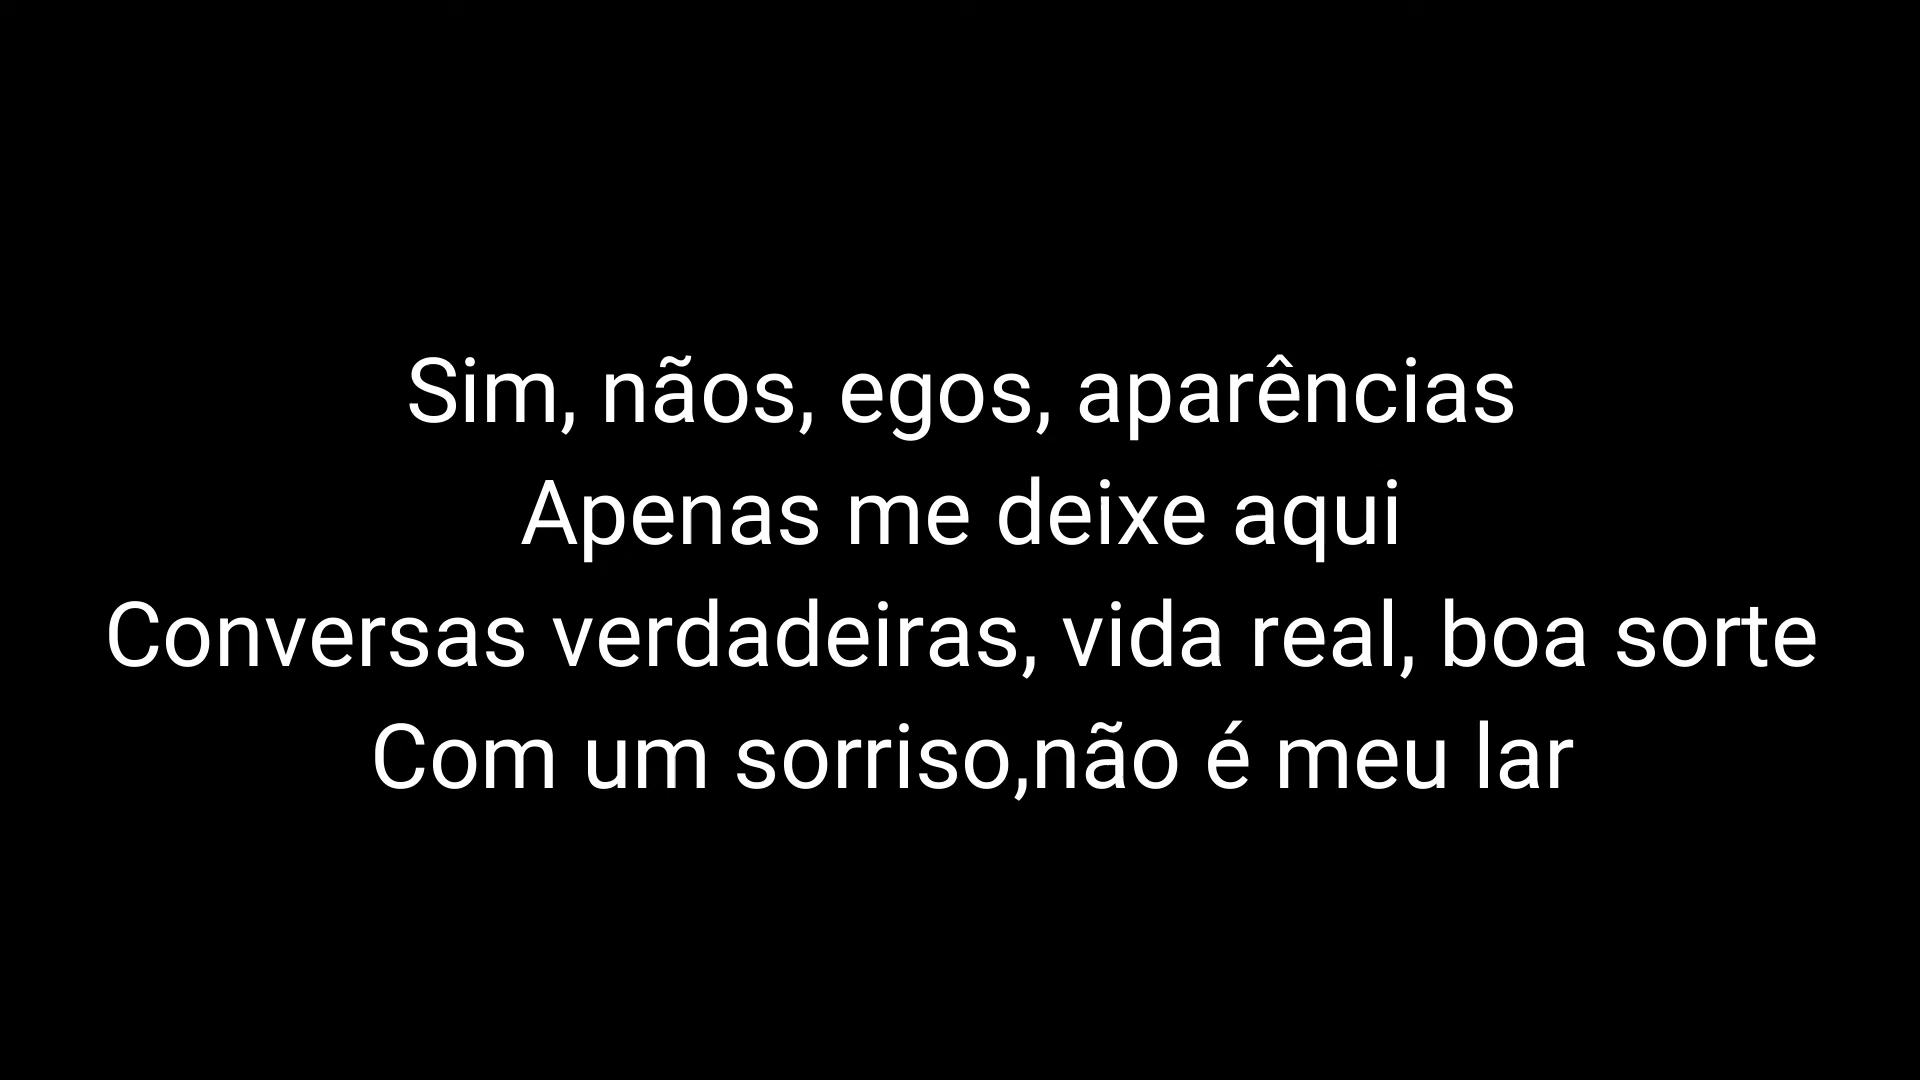 Sim, nãos, egos, aparências
Apenas me deixe aqui
Conversas verdadeiras, vida real, boa sorte
Com um sorriso,não é meu lar